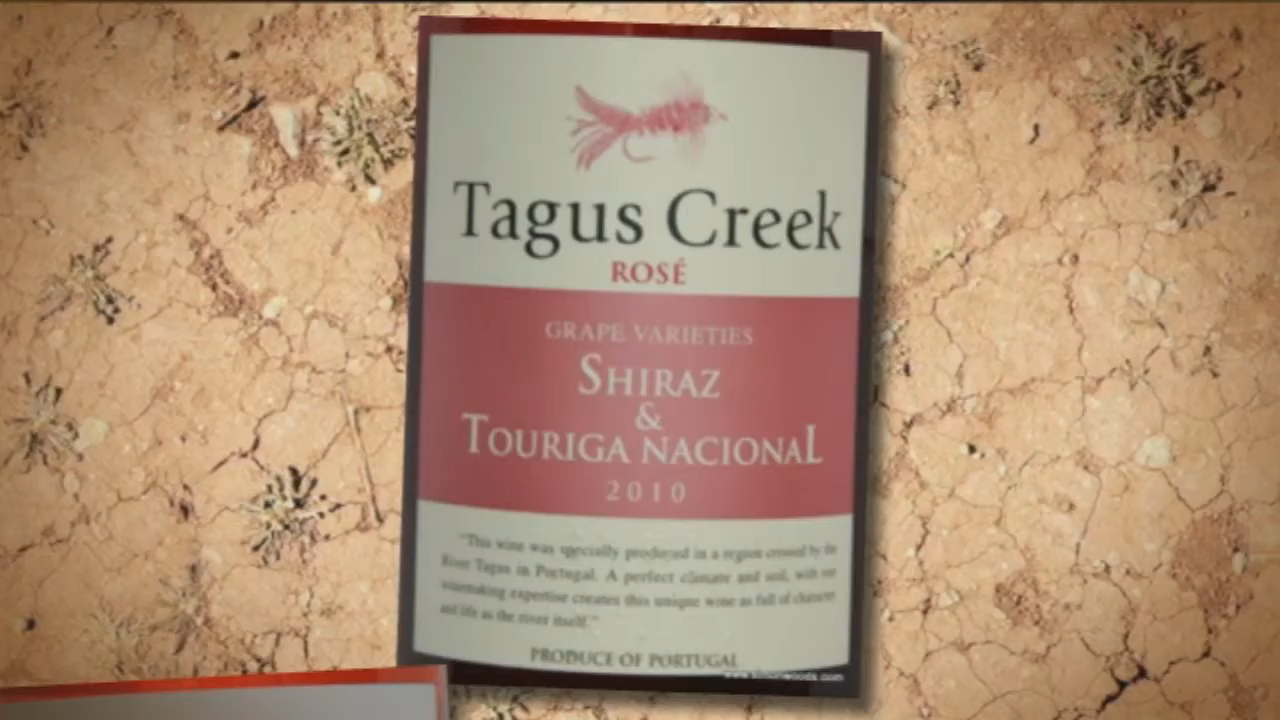 Tagus Creek
ROSÉ
GRAPE VARIETIES
SHIRAZ
&
TOURIGA NACIONAL
2010
"This wine was specially produced in a region crossed by the
River Tagus in Portugal. A perfect climate and soil, with our
winemaking expertise creates this unique wine as full of character
and life as the river itself."
PRODUCE OF PORTUGAL